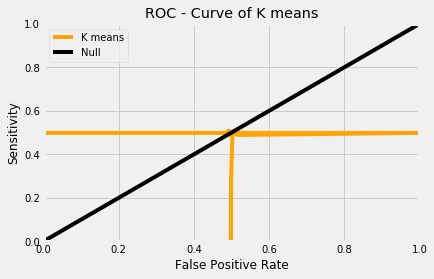 ROC - Curve of K means
1.0
0.8
0.6
0.4
0.2
0.0
Sensitivity
K means
Null
0.0 0.2 0.4 0.6 0.8 1.0
False Positive Rate